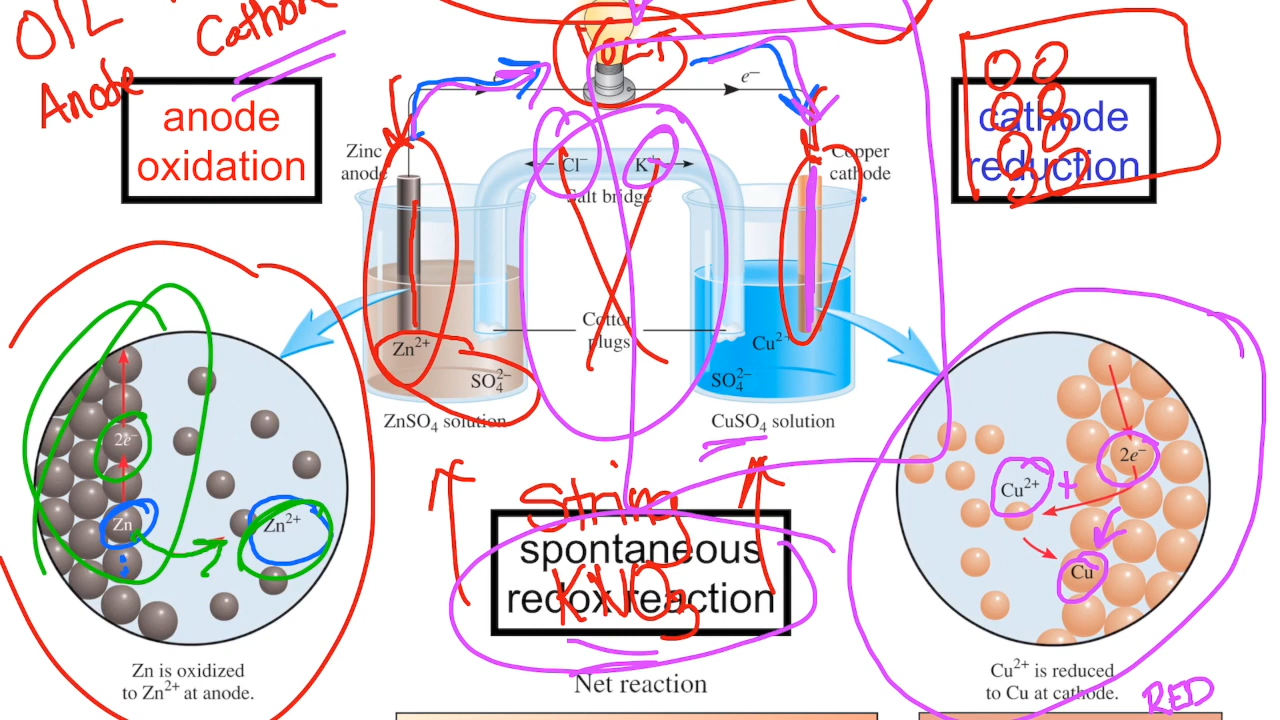 OIL
Cathode
Anode
VOLT
anode
oxidation
cathode
reduction
e⁻
Zinc
anode
Cl⁻
K⁺
Salt bridge
Copper
cathode
Cotton
plugs
Zn²⁺
SO₄²⁻
Cu²⁺
SO₄²⁻
ZnSO₄ solution
CuSO₄ solution
2e⁻
Zn
Zn²⁺
2e⁻
Cu²⁺ +
Cu
String
KNO₃
spontaneous
redox reaction
Net reaction
Zn is oxidized
to Zn²⁺ at anode.
Cu²⁺ is reduced
to Cu at cathode.
RED